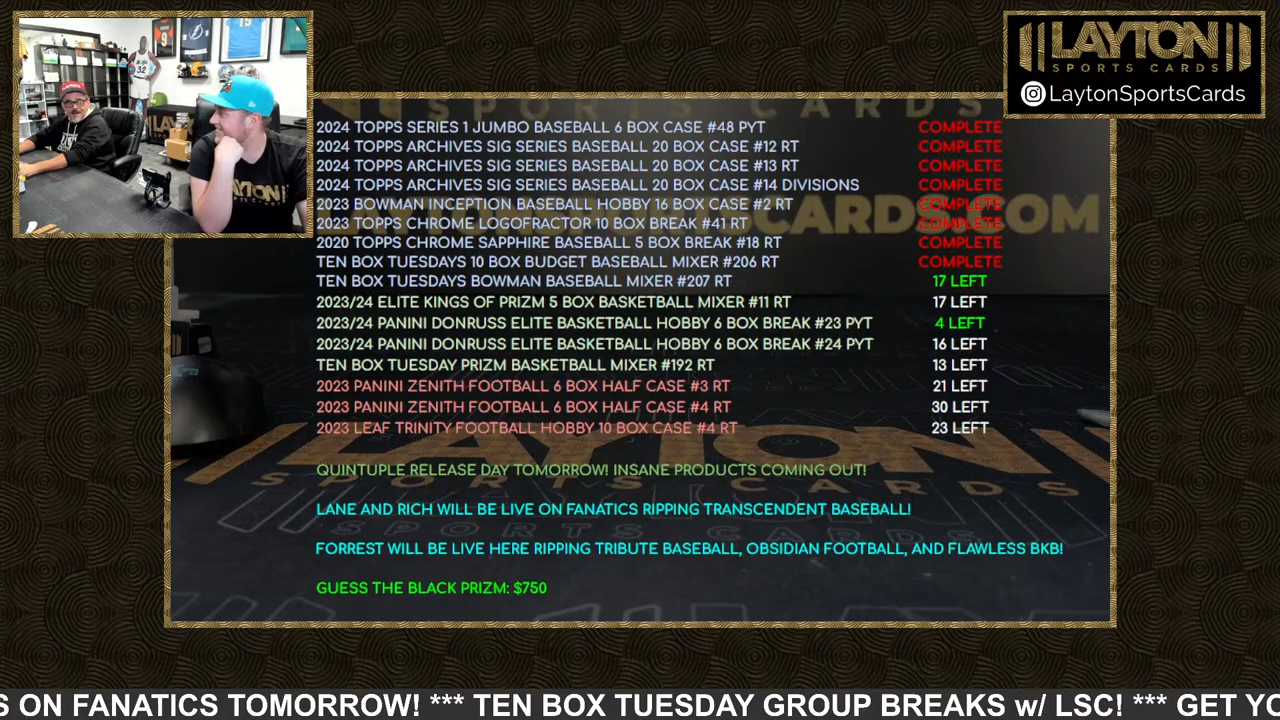 LAYTON
SPORTS CARDS
LaytonSportsCards
2024 TOPPS SERIES 1 JUMBO BASEBALL 6 BOX CASE #48 PYT COMPLETE
2024 TOPPS ARCHIVES SIG SERIES BASEBALL 20 BOX CASE #12 RT COMPLETE
2024 TOPPS ARCHIVES SIG SERIES BASEBALL 20 BOX CASE #13 RT COMPLETE
2024 TOPPS ARCHIVES SIG SERIES BASEBALL 20 BOX CASE #14 DIVISIONS COMPLETE
2023 BOWMAN INCEPTION BASEBALL HOBBY 16 BOX CASE #2 RT COMPLETE
2023 TOPPS CHROME LOGOFRACTOR 10 BOX BREAK #41 RT COMPLETE
2020 TOPPS CHROME SAPPHIRE BASEBALL 5 BOX BREAK #18 RT COMPLETE
TEN BOX TUESDAYS 10 BOX BUDGET BASEBALL MIXER #206 RT COMPLETE
TEN BOX TUESDAYS BOWMAN BASEBALL MIXER #207 RT 17 LEFT
2023/24 ELITE KINGS OF PRIZM 5 BOX BASKETBALL MIXER #11 RT 17 LEFT
2023/24 PANINI DONRUSS ELITE BASKETBALL HOBBY 6 BOX BREAK #23 PYT 4 LEFT
2023/24 PANINI DONRUSS ELITE BASKETBALL HOBBY 6 BOX BREAK #24 PYT 16 LEFT
TEN BOX TUESDAY PRIZM BASKETBALL MIXER #192 RT 13 LEFT
2023 PANINI ZENITH FOOTBALL 6 BOX HALF CASE #3 RT 21 LEFT
2023 PANINI ZENITH FOOTBALL 6 BOX HALF CASE #4 RT 30 LEFT
2023 LEAF TRINITY FOOTBALL HOBBY 10 BOX CASE #4 RT 23 LEFT
LAYTON
SPORTS CARDS
QUINTUPLE RELEASE DAY TOMORROW! INSANE PRODUCTS COMING OUT!
LANE AND RICH WILL BE LIVE ON FANATICS RIPPING TRANSCENDENT BASEBALL!
FORREST WILL BE LIVE HERE RIPPING TRIBUTE BASEBALL, OBSIDIAN FOOTBALL, AND FLAWLESS BKB!
GUESS THE BLACK PRIZM: $750
S ON FANATICS TOMORROW! *** TEN BOX TUESDAY GROUP BREAKS w/ LSC! *** GET YO